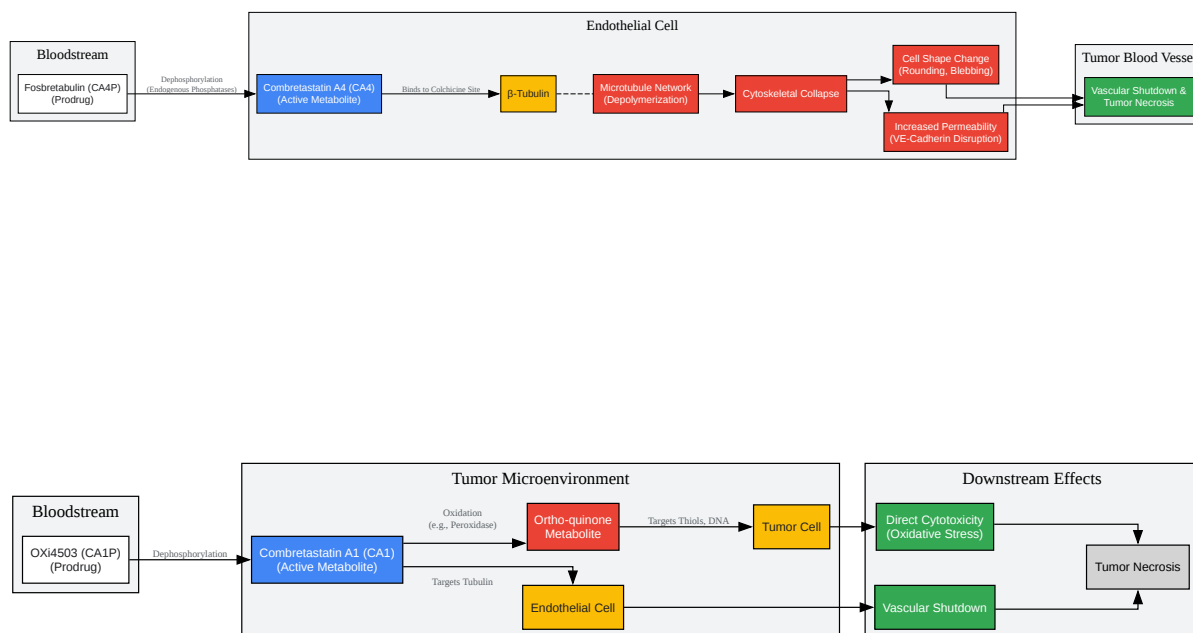 Endothelial Cell
Bloodstream
Fosbretabulin (CA4P)
(Prodrug)
Dephosphorylation
(Endogenous Phosphatases)
Combretastatin A4 (CA4)
(Active Metabolite)
Binds to Colchicine Site
β-Tubulin
Microtubule Network
(Depolymerization)
Cytoskeletal Collapse
Cell Shape Change
(Rounding, Blebbing)
Increased Permeability
(VE-Cadherin Disruption)
Tumor Blood Vesse
Vascular Shutdown &
Tumor Necrosis
Bloodstream
OXi4503 (CA1P)
(Prodrug)
Dephosphorylation
Tumor Microenvironment
Combretastatin A1 (CA1)
(Active Metabolite)
Oxidation
(e.g., Peroxidase)
Ortho-quinone
Metabolite
Targets Thiols, DNA
Tumor Cell
Targets Tubulin
Endothelial Cell
Downstream Effects
Direct Cytotoxicity
(Oxidative Stress)
Vascular Shutdown
Tumor Necrosis